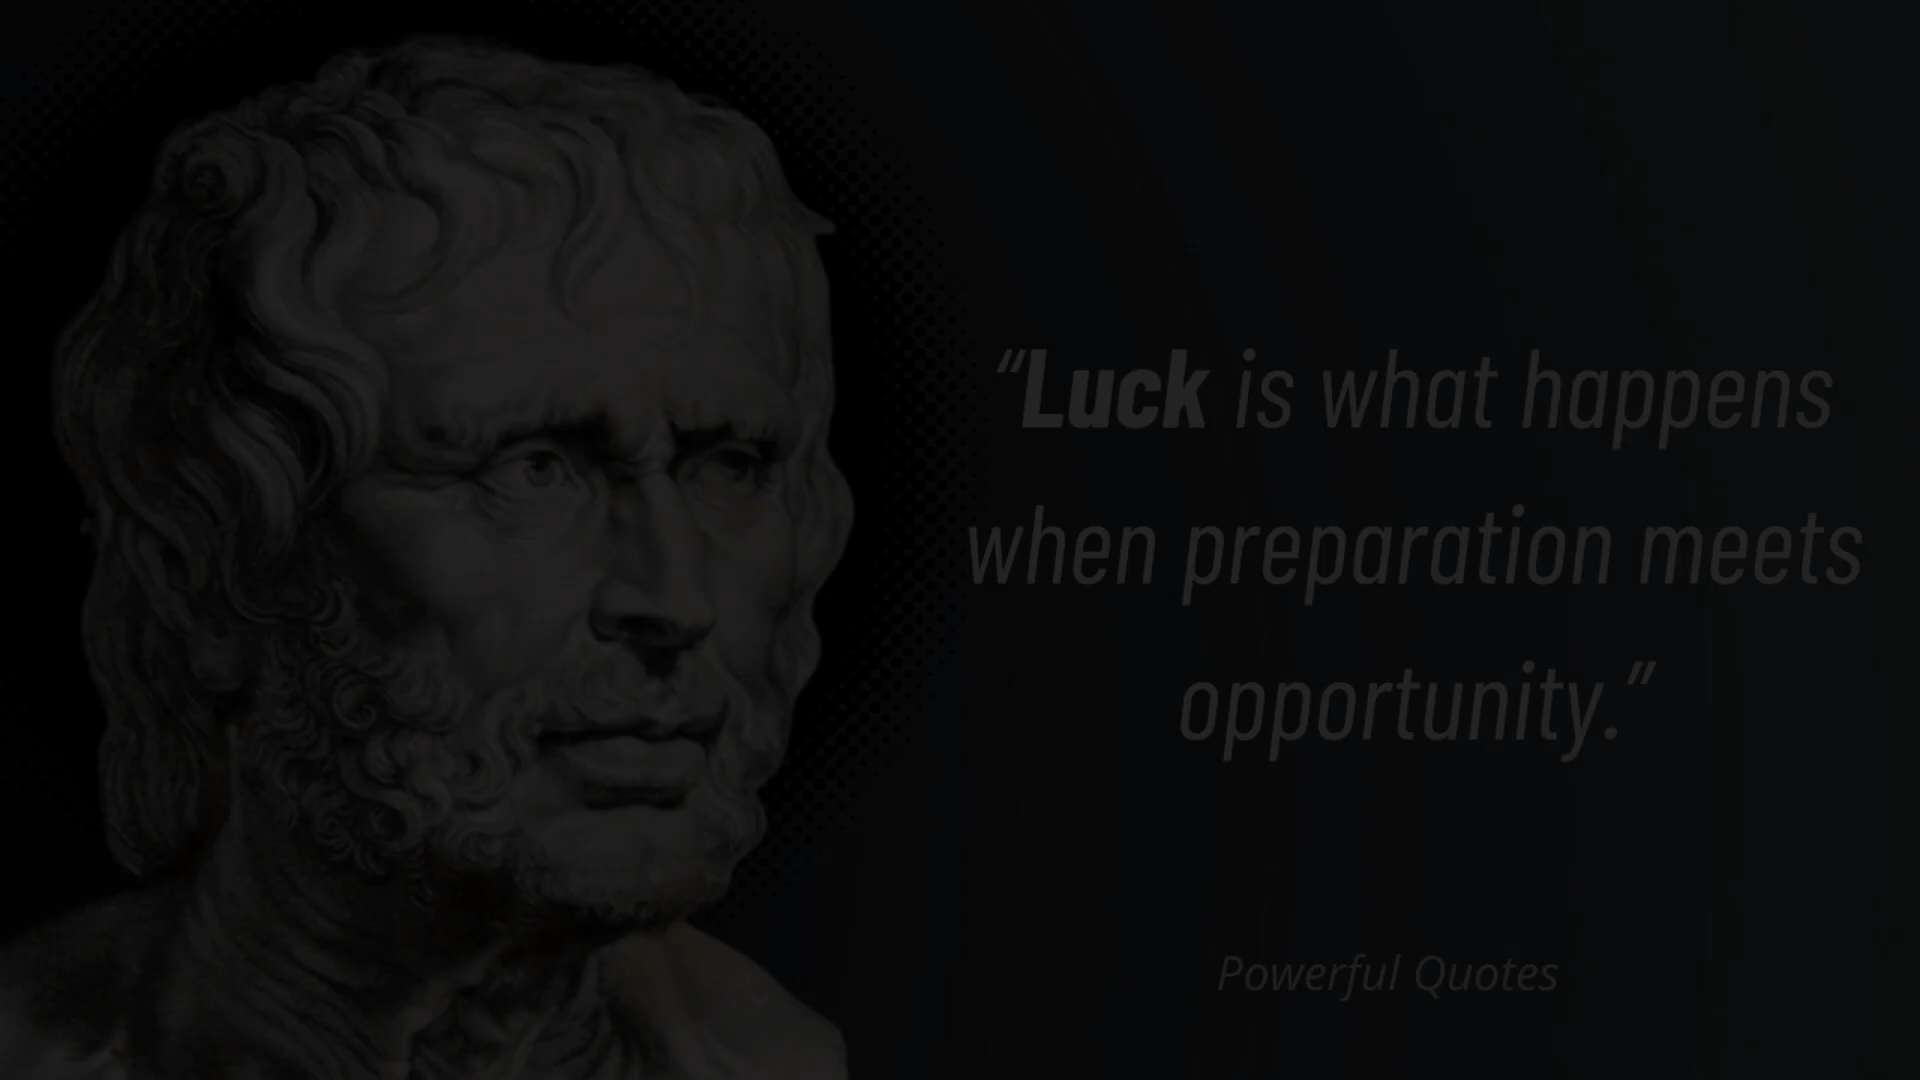 “Luck is what happens
when preparation meets
opportunity.”
Powerful Quotes